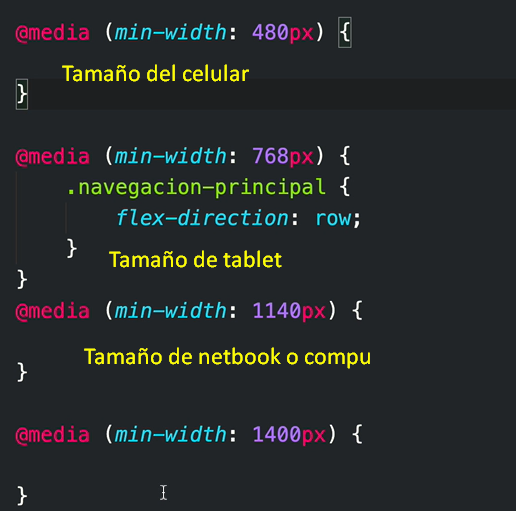 @media (min-width: 480px) {
Tamaño del celular
}
@media (min-width: 768px) {
.navegacion-principal {
flex-direction: row;
}
Tamaño de tablet
}
@media (min-width: 1140px) {
Tamaño de netbook o compu
}
@media (min-width: 1400px) {
}